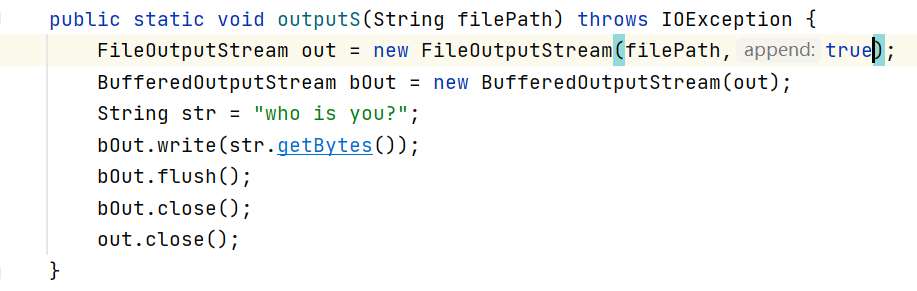 public static void outputS(String filePath) throws IOException {
FileOutputStream out = new FileOutputStream(filePath, append: true);
BufferedOutputStream bOut = new BufferedOutputStream(out);
String str = "who is you?";
bOut.write(str.getBytes());
bOut.flush();
bOut.close();
out.close();
}